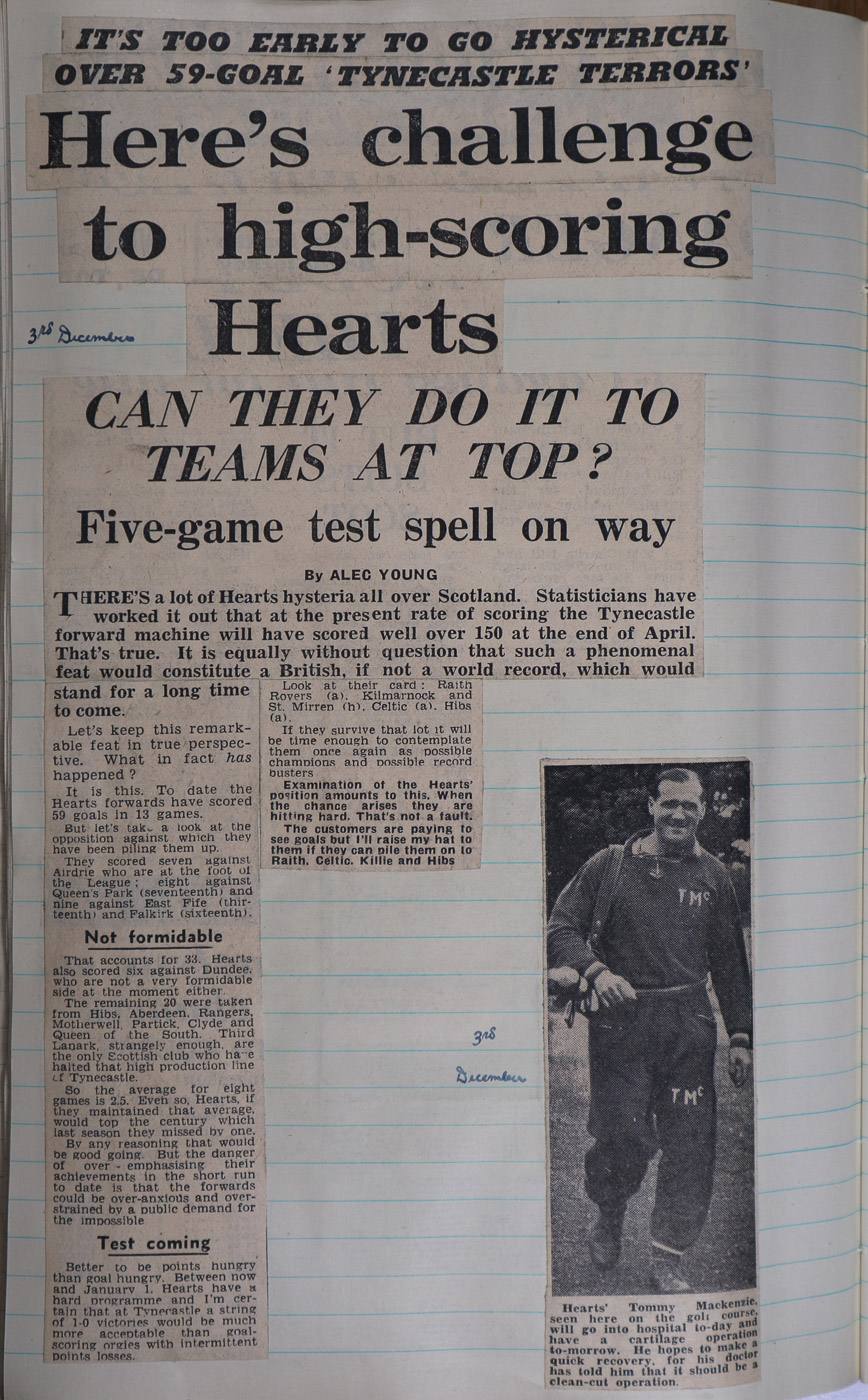 IT'S TOO EARLY TO GO HYSTERICAL
OVER 59-GOAL 'TYNECASTLE TERRORS'
Here's challenge
to high-scoring
Hearts
3rd December
CAN THEY DO IT TO
TEAMS AT TOP?
Five-game test spell on way
By ALEC YOUNG
THERE'S a lot of Hearts hysteria all over Scotland. Statisticians have
worked it out that at the present rate of scoring the Tynecastle
forward machine will have scored well over 150 at the end of April.
That's true. It is equally without question that such a phenomenal
feat would constitute a British, if not a world record, which would
stand for a long time
to come.
Let's keep this remark-
able feat in true perspec-
tive. What in fact has
happened?
It is this. To date the
Hearts forwards have scored
59 goals in 13 games.
But let's take a look at the
opposition against which they
have been piling them up.
They scored seven against
Airdrie who are at the foot of
the League; eight against
Queen's Park (seventeenth) and
nine against East Fife (thir-
teenth) and Falkirk (sixteenth).
Not formidable
That accounts for 33. Hearts
also scored six against Dundee,
who are not a very formidable
side at the moment either.
The remaining 20 were taken
from Hibs, Aberdeen, Rangers,
Motherwell, Partick, Clyde and
Queen of the South. Third
Lanark, strangely enough, are
the only Scottish club who have
halted that high production line
of Tynecastle.
So the average for eight
games is 2.5. Even so, Hearts, if
they maintained that average,
would top the century which
last season they missed by one.
By any reasoning that would
be good going. But the danger
of over-emphasising their
achievements in the short run
to date is that the forwards
could be over-anxious and over-
strained by a public demand for
the impossible
Test coming
Better to be points hungry
than goal hungry. Between now
and January 1, Hearts have a
hard programme and I'm cer-
tain that at Tynecastle a string
of 1-0 victories would be much
more acceptable than goal-
scoring orgies with intermittent
points losses.
Look at their card: Raith
Rovers (a), Kilmarnock and
St. Mirren (h), Celtic (a), Hibs
(a).
If they survive that lot it will
be time enough to contemplate
them once again as possible
champions and possible record
busters
Examination of the Hearts'
position amounts to this. When
the chance arises they are
hitting hard. That's not a fault.
The customers are paying to
see goals but I'll raise my hat to
them if they can pile them on to
Raith, Celtic, Killie and Hibs
3rd
December
TMc
TMc
Hearts' Tommy Mackenzie,
seen here on the golf course,
will go into hospital to-day and
have a cartilage operation
to-morrow. He hopes to make a
quick recovery, for his doctor
has told him that it should be a
clean-cut operation.